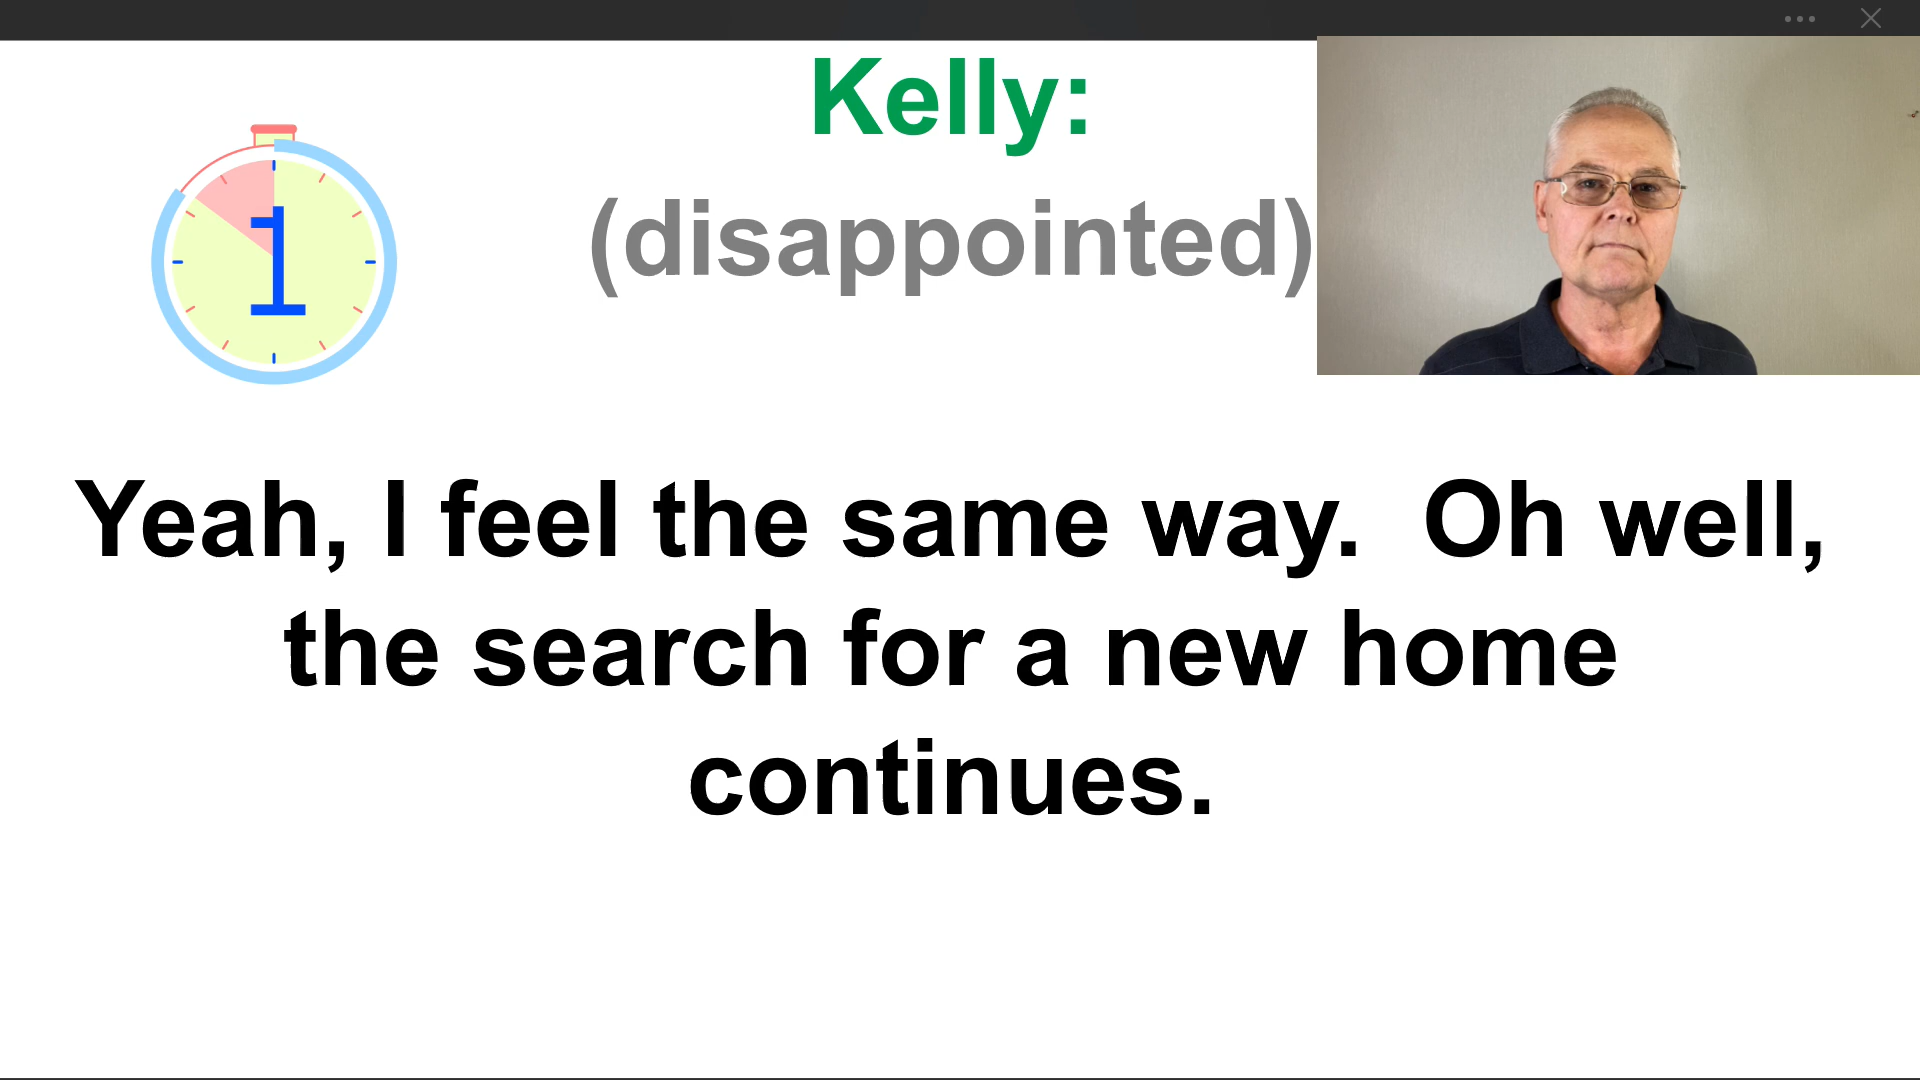 Kelly:
(disappointed)
1
Yeah, I feel the same way.  Oh well,
the search for a new home
continues.